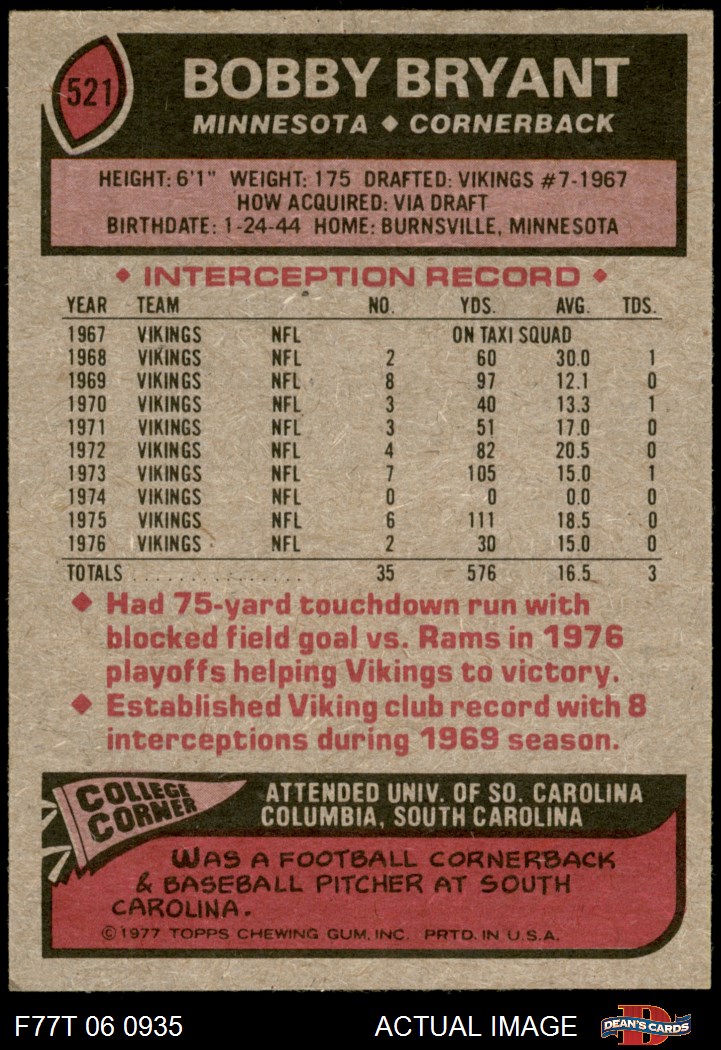 521
BOBBY BRYANT
MINNESOTA ◆ CORNERBACK
HEIGHT: 6'1" WEIGHT: 175 DRAFTED: VIKINGS #7-1967
HOW ACQUIRED: VIA DRAFT
BIRTHDATE: 1-24-44 HOME: BURNSVILLE, MINNESOTA
◆ INTERCEPTION RECORD ◆
YEAR TEAM NO. YDS. AVG. TDS.
1967 VIKINGS NFL ON TAXI SQUAD
1968 VIKINGS NFL 2 60 30.0 1
1969 VIKINGS NFL 8 97 12.1 0
1970 VIKINGS NFL 3 40 13.3 1
1971 VIKINGS NFL 3 51 17.0 0
1972 VIKINGS NFL 4 82 20.5 0
1973 VIKINGS NFL 7 105 15.0 1
1974 VIKINGS NFL 0 0 0.0 0
1975 VIKINGS NFL 6 111 18.5 0
1976 VIKINGS NFL 2 30 15.0 0
TOTALS . . . . . . . . . . . . . . . . 35 576 16.5 3
◆ Had 75-yard touchdown run with
blocked field goal vs. Rams in 1976
playoffs helping Vikings to victory.
◆ Established Viking club record with 8
interceptions during 1969 season.
COLLEGE
CORNER
ATTENDED UNIV. OF SO. CAROLINA
COLUMBIA, SOUTH CAROLINA
WAS A FOOTBALL CORNERBACK
& BASEBALL PITCHER AT SOUTH
CAROLINA.
©1977 TOPPS CHEWING GUM, INC. PRTD. IN U.S.A.
F77T 06 0935 ACTUAL IMAGE
D
DEAN'S CARDS